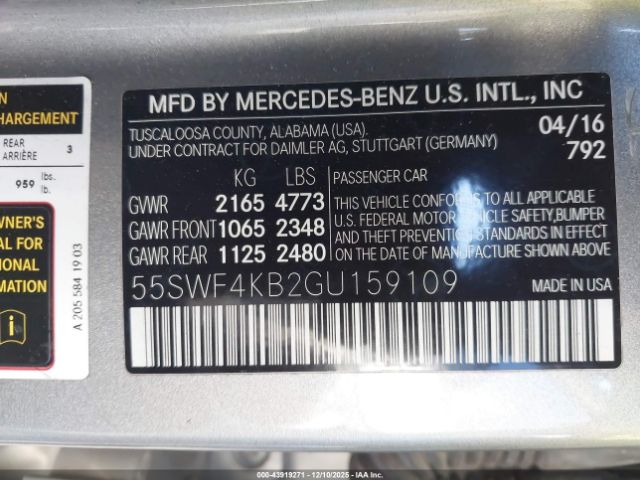 N
CHARGEMENT
REAR
ARRIÈRE 3
959 lbs.
lb.
OWNER'S
AL FOR
IONAL
RMATION
A 205 584 19 03
MFD BY MERCEDES-BENZ U.S. INTL., INC
TUSCALOOSA COUNTY, ALABAMA (USA). 04/16
UNDER CONTRACT FOR DAIMLER AG, STUTTGART (GERMANY) 792
KG LBS PASSENGER CAR
GVWR 2165 4773
GAWR FRONT 1065 2348
GAWR REAR 1125 2480
THIS VEHICLE CONFORMS TO ALL APPLICABLE
U.S. FEDERAL MOTOR VEHICLE SAFETY, BUMPER
AND THEFT PREVENTION STANDARDS IN EFFECT
ON THE DATE OF MANUFACTURE SHOWN ABOVE.
55SWF4KB2GU159109 MADE IN USA
000-43919271 - 12/10/2025 - IAA Inc.